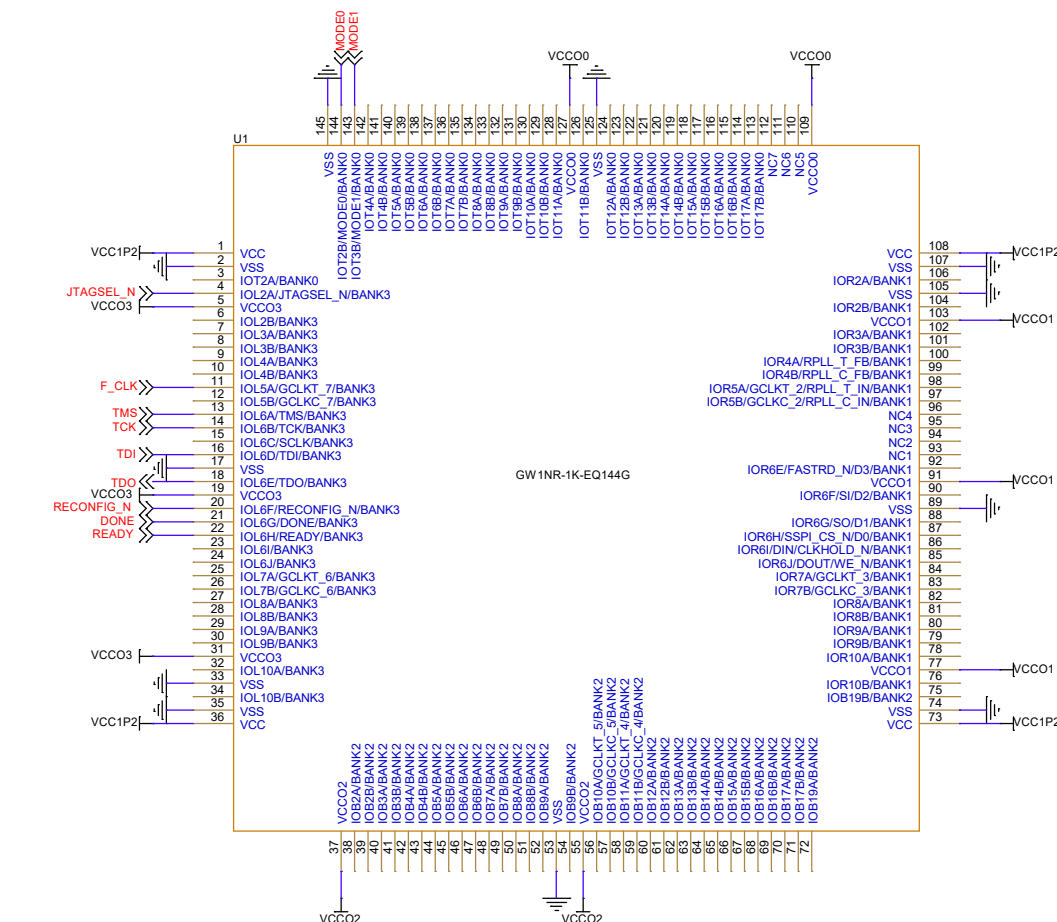 MODE0
MODE1
VCCO0
VCCO0
145
144
143
142
141
140
139
138
137
136
135
134
133
132
131
130
129
128
127
126
125
124
123
122
121
120
119
118
117
116
115
114
113
112
111
110
109
U1
VSS
IOT2B/MODE0/BANK0
IOT3B/MODE1/BANK0
IOT4A/BANK0
IOT4B/BANK0
IOT5A/BANK0
IOT5B/BANK0
IOT6A/BANK0
IOT6B/BANK0
IOT7A/BANK0
IOT7B/BANK0
IOT8A/BANK0
IOT8B/BANK0
IOT9A/BANK0
IOT9B/BANK0
IOT10A/BANK0
IOT10B/BANK0
IOT11A/BANK0
VCCO0
IOT11B/BANK0
VSS
IOT12A/BANK0
IOT12B/BANK0
IOT13A/BANK0
IOT13B/BANK0
IOT14A/BANK0
IOT14B/BANK0
IOT15A/BANK0
IOT15B/BANK0
IOT16A/BANK0
IOT16B/BANK0
IOT17A/BANK0
IOT17B/BANK0
NC7
NC6
NC5
VCCO0
VCC1P2 1 VCC
2 VSS
3 IOT2A/BANK0
JTAGSEL_N 4 IOL2A/JTAGSEL_N/BANK3
VCCO3 5 VCCO3
6 IOL2B/BANK3
7 IOL3A/BANK3
8 IOL3B/BANK3
9 IOL4A/BANK3
10 IOL4B/BANK3
F_CLK 11 IOL5A/GCLKT_7/BANK3
12 IOL5B/GCLKC_7/BANK3
TMS 13 IOL6A/TMS/BANK3
TCK 14 IOL6B/TCK/BANK3
15 IOL6C/SCLK/BANK3
TDI 16 IOL6D/TDI/BANK3
17 VSS
TDO 18 IOL6E/TDO/BANK3
VCCO3 19 VCCO3
RECONFIG_N 20 IOL6F/RECONFIG_N/BANK3
DONE 21 IOL6G/DONE/BANK3
READY 22 IOL6H/READY/BANK3
23 IOL6I/BANK3
24 IOL6J/BANK3
25 IOL7A/GCLKT_6/BANK3
26 IOL7B/GCLKC_6/BANK3
27 IOL8A/BANK3
28 IOL8B/BANK3
29 IOL9A/BANK3
30 IOL9B/BANK3
VCCO3 31 VCCO3
32 IOL10A/BANK3
33 VSS
34 IOL10B/BANK3
35 VSS
VCC1P2 36 VCC
GW1NR-1K-EQ144G
VCC 108 VCC1P2
VSS 107
IOR2A/BANK1 106
VSS 105
IOR2B/BANK1 104
VCCO1 103 VCCO1
IOR3A/BANK1 102
IOR3B/BANK1 101
IOR4A/RPLL_T_FB/BANK1 100
IOR4B/RPLL_C_FB/BANK1 99
IOR5A/GCLKT_2/RPLL_T_IN/BANK1 98
IOR5B/GCLKC_2/RPLL_C_IN/BANK1 97
NC4 96
NC3 95
NC2 94
NC1 93
IOR6E/FASTRD_N/D3/BANK1 92
VCCO1 91 VCCO1
IOR6F/SI/D2/BANK1 90
VSS 89
IOR6G/SO/D1/BANK1 88
IOR6H/SSPI_CS_N/D0/BANK1 87
IOR6I/DIN/CLKHOLD_N/BANK1 86
IOR6J/DOUT/WE_N/BANK1 85
IOR7A/GCLKT_3/BANK1 84
IOR7B/GCLKC_3/BANK1 83
IOR8A/BANK1 82
IOR8B/BANK1 81
IOR9A/BANK1 80
IOR9B/BANK1 79
IOR10A/BANK1 78
VCCO1 77 VCCO1
IOR10B/BANK1 76
IOB19B/BANK2 75
VSS 74
VCC 73 VCC1P2
VCCO2
IOB2A/BANK2
IOB2B/BANK2
IOB3A/BANK2
IOB3B/BANK2
IOB4A/BANK2
IOB4B/BANK2
IOB5A/BANK2
IOB5B/BANK2
IOB6A/BANK2
IOB6B/BANK2
IOB7A/BANK2
IOB7B/BANK2
IOB8A/BANK2
IOB8B/BANK2
IOB9A/BANK2
VSS
IOB9B/BANK2
VCCO2
IOB10A/GCLKT_5/BANK2
IOB10B/GCLKC_5/BANK2
IOB11A/GCLKT_4/BANK2
IOB11B/GCLKC_4/BANK2
IOB12A/BANK2
IOB12B/BANK2
IOB13A/BANK2
IOB13B/BANK2
IOB14A/BANK2
IOB14B/BANK2
IOB15A/BANK2
IOB15B/BANK2
IOB16A/BANK2
IOB16B/BANK2
IOB17A/BANK2
IOB17B/BANK2
IOB19A/BANK2
37
38
39
40
41
42
43
44
45
46
47
48
49
50
51
52
53
54
55
56
57
58
59
60
61
62
63
64
65
66
67
68
69
70
71
72
VCCO2
VCCO2